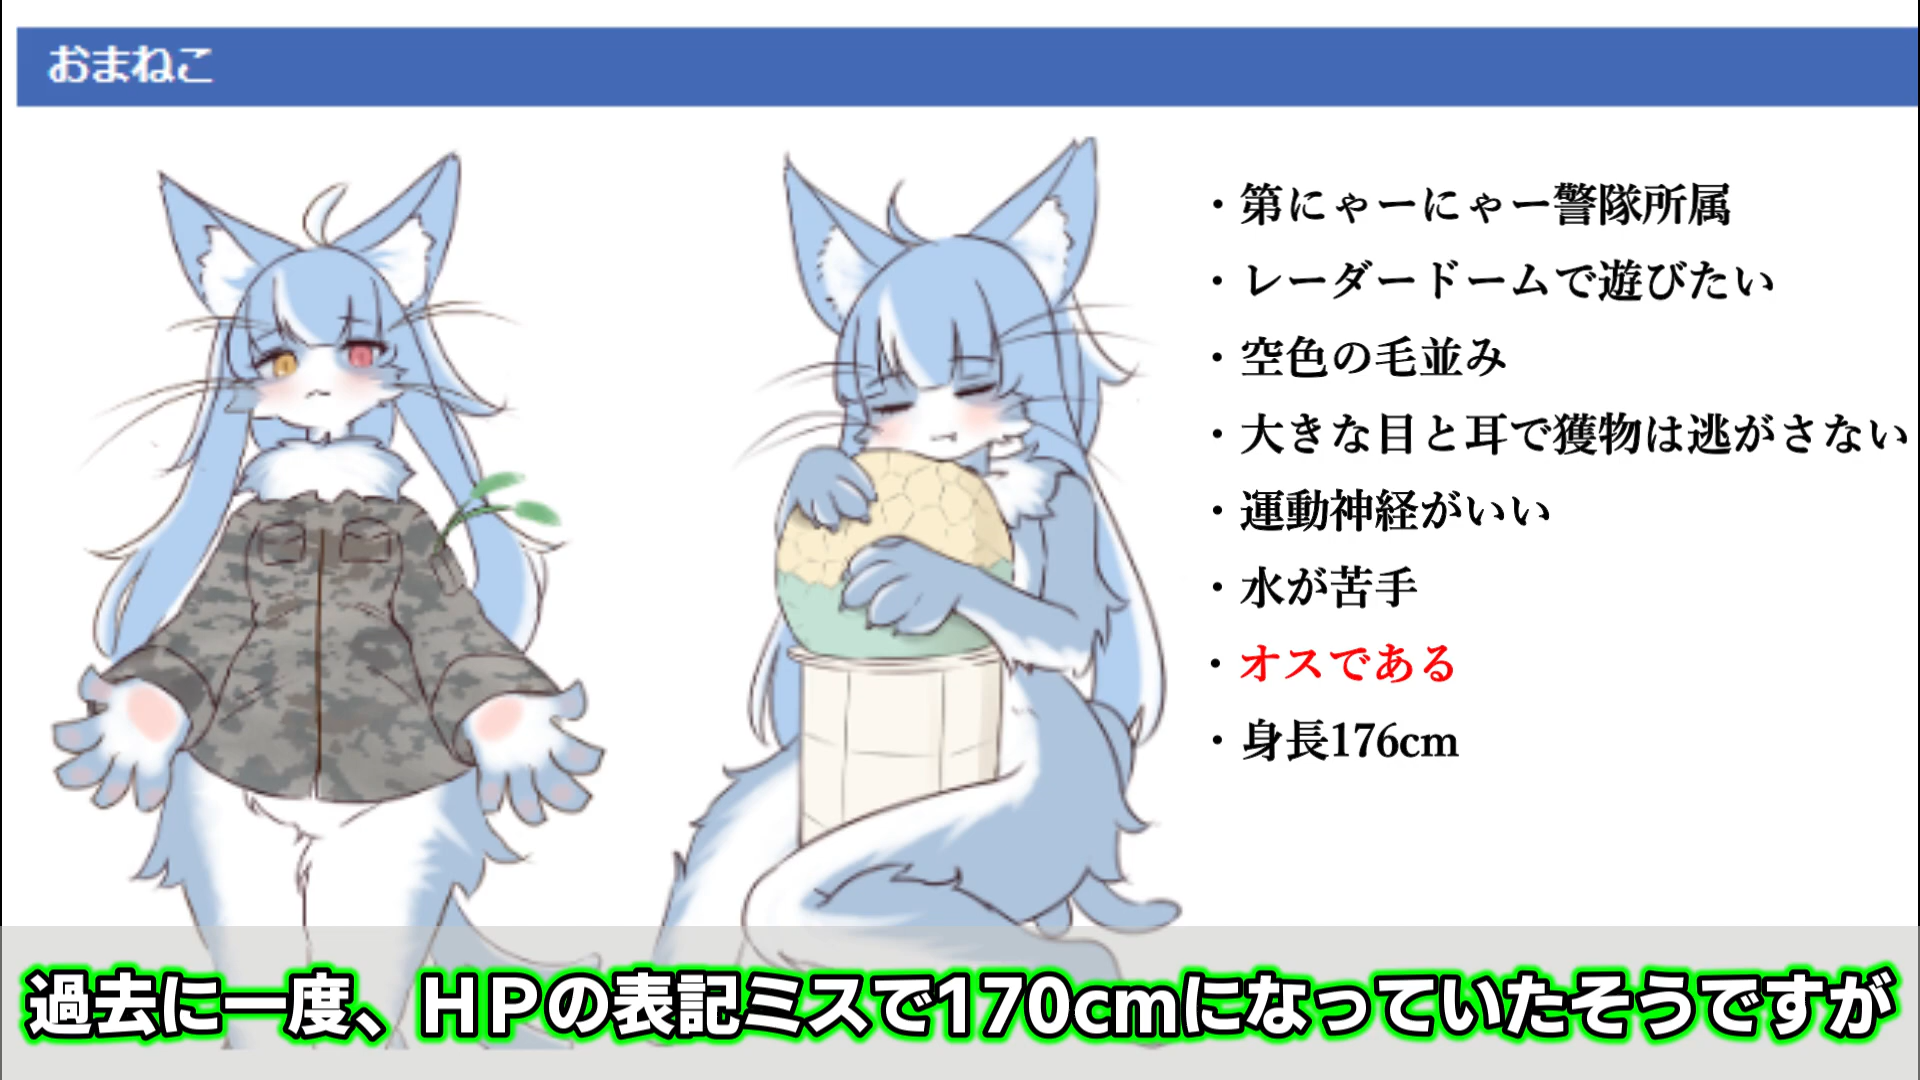 おまねこ
・第にゃーにゃー警隊所属
・レーダードームで遊びたい
・空色の毛並み
・大きな目と耳で獲物は逃がさない
・運動神経がいい
・水が苦手
・オスである
・身長176cm
過去に一度、ＨＰの表記ミスで170cmになっていたそうですが